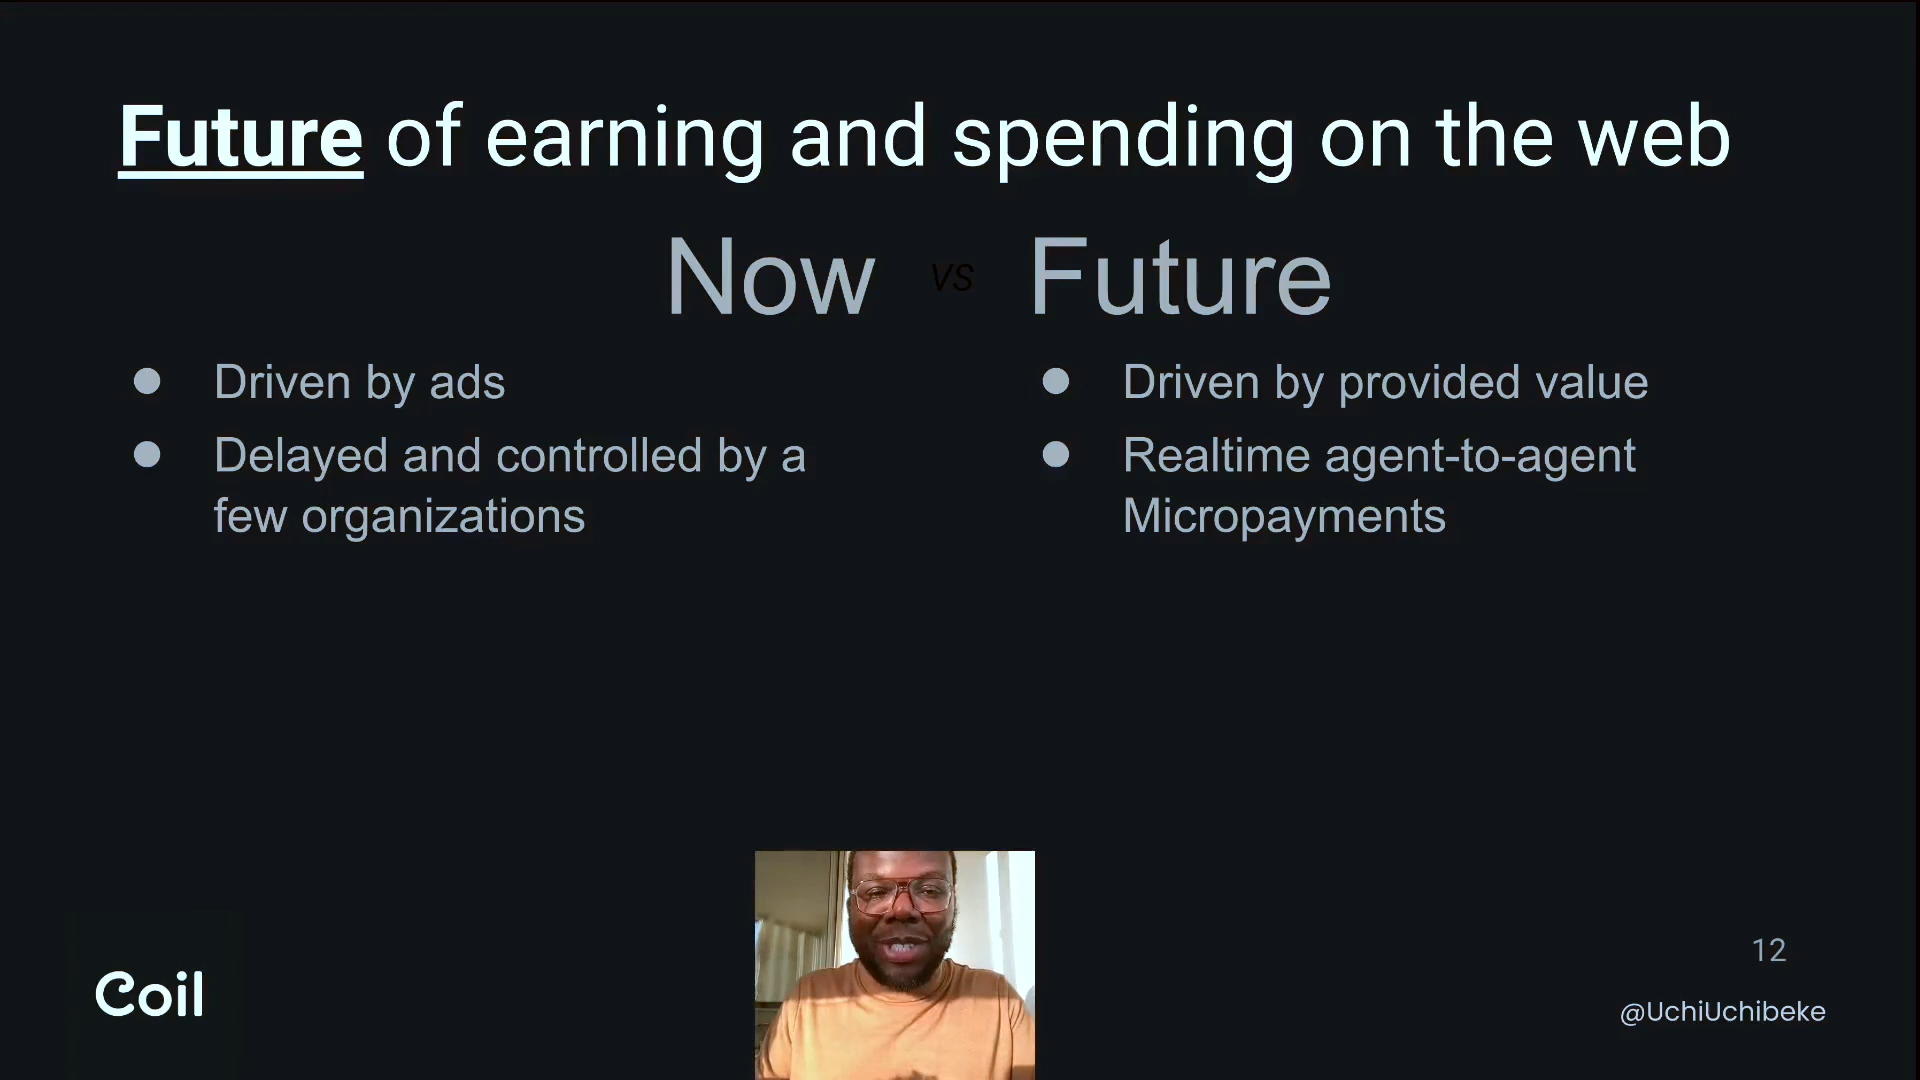 Future of earning and spending on the web
Now vs Future
Driven by ads
Delayed and controlled by a
few organizations
Driven by provided value
Realtime agent-to-agent
Micropayments
Coil
12
@UchiUchibeke